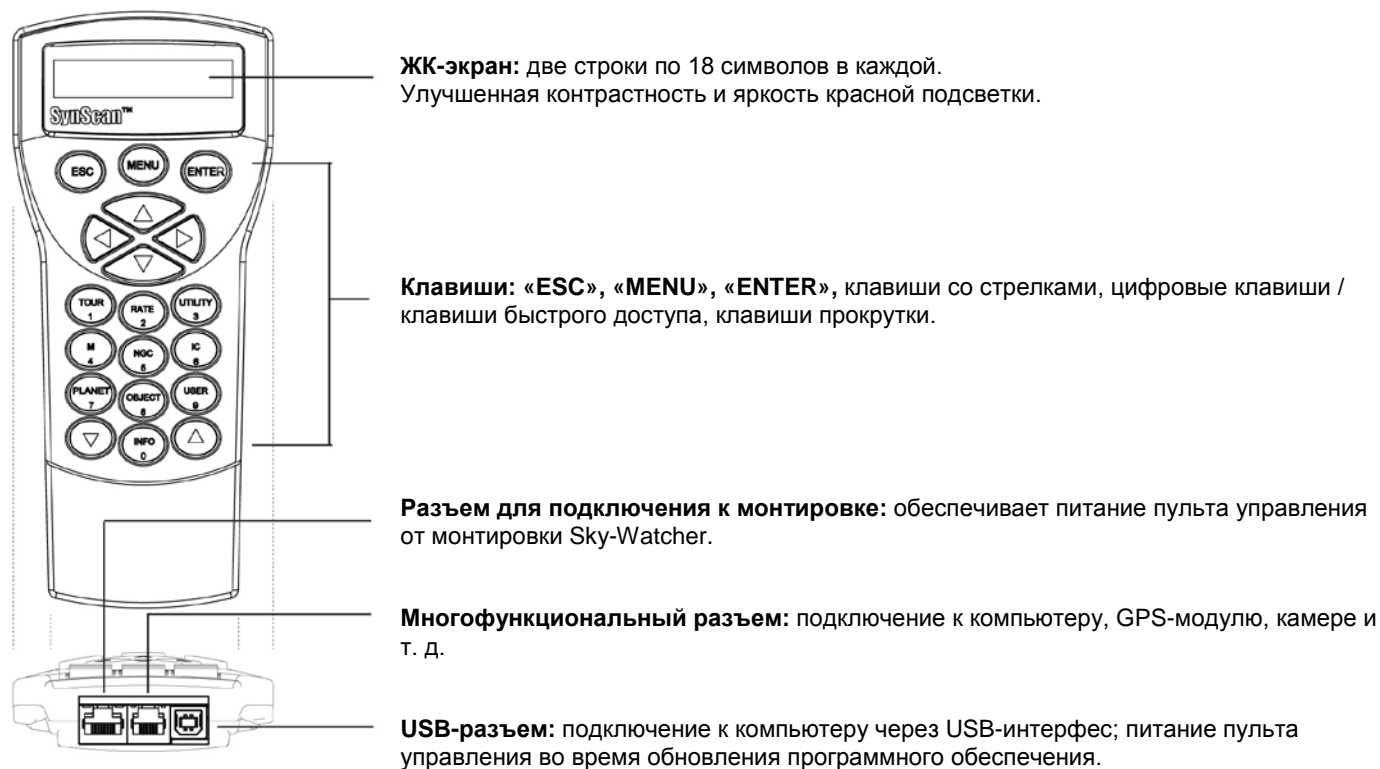 ЖК-экран: две строки по 18 символов в каждой.
Улучшенная контрастность и яркость красной подсветки.
SynScan™
ESC
MENU
ENTER
Клавиши: «ESC», «MENU», «ENTER», клавиши со стрелками, цифровые клавиши /
клавиши быстрого доступа, клавиши прокрутки.
TOUR
1
RATE
2
UTILITY
3
M
4
NGC
5
IC
6
PLANET
7
OBJECT
8
USER
9
INFO
0
Разъем для подключения к монтировке: обеспечивает питание пульта управления
от монтировки Sky-Watcher.
Многофункциональный разъем: подключение к компьютеру, GPS-модулю, камере и
т. д.
USB-разъем: подключение к компьютеру через USB-интерфес; питание пульта
управления во время обновления программного обеспечения.